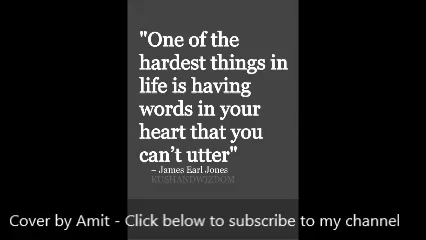 "One of the
hardest things in
life is having
words in your
heart that you
can't utter"
– James Earl Jones
KUSHANDWIZDOM
Cover by Amit - Click below to subscribe to my channel